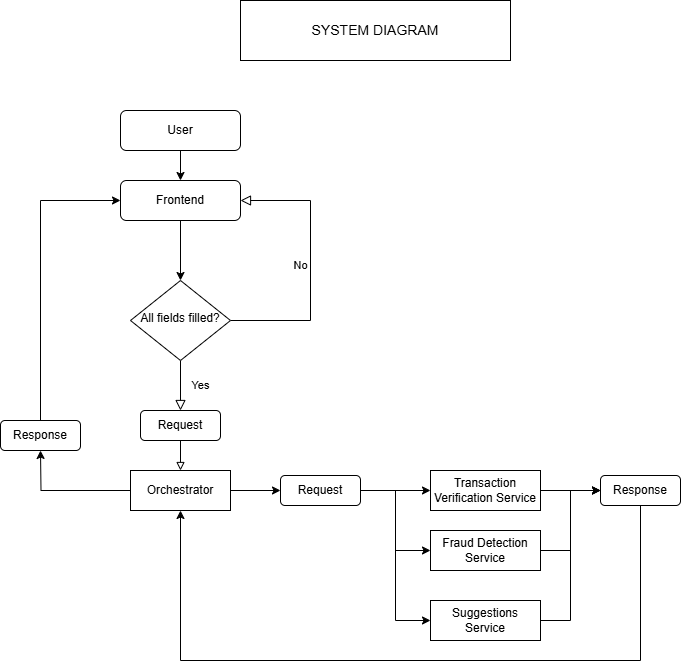 SYSTEM DIAGRAM
User
Frontend
No
All fields filled?
Yes
Request
Response
Orchestrator
Request
Transaction
Verification Service
Response
Fraud Detection
Service
Suggestions
Service